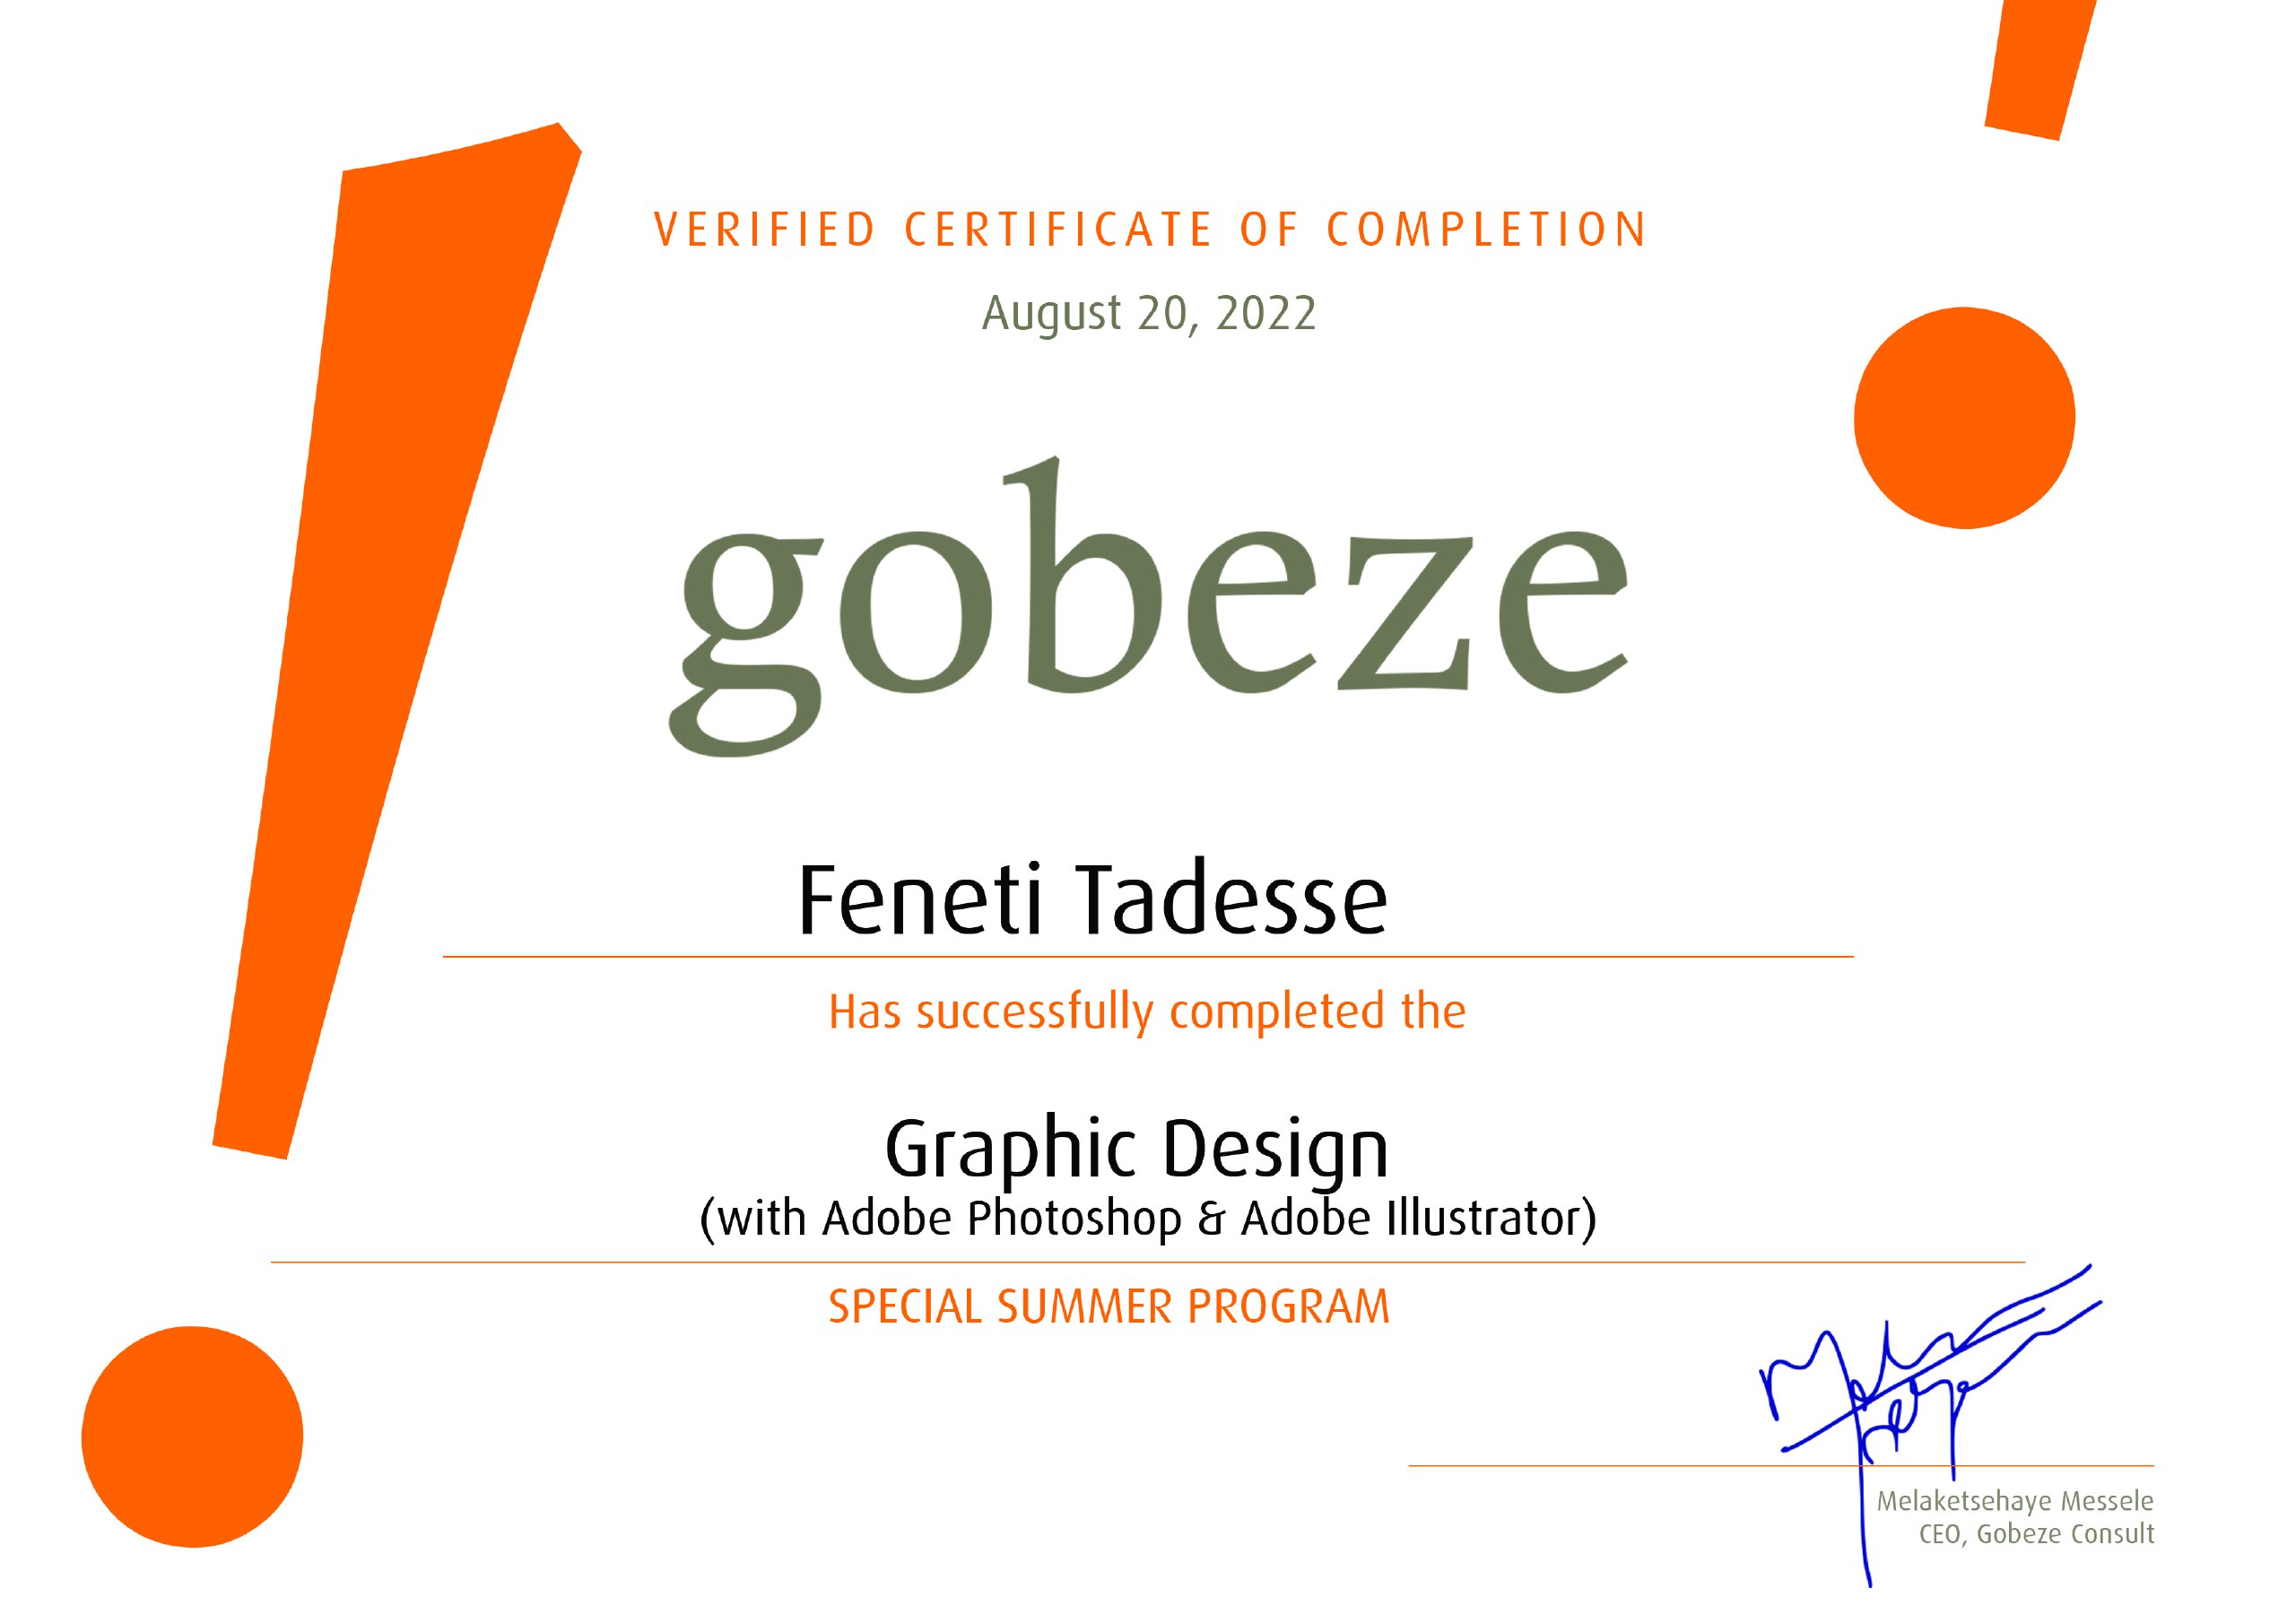 VERIFIED CERTIFICATE OF COMPLETION
August 20, 2022
gobeze
Feneti Tadesse
Has successfully completed the
Graphic Design
(with Adobe Photoshop & Adobe Illustrator)
SPECIAL SUMMER PROGRAM
Melaketsehaye Messele
CEO, Gobeze Consult